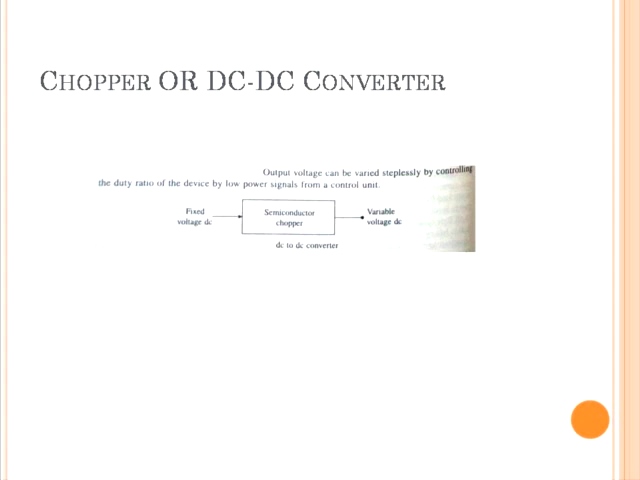 CHOPPER OR DC-DC CONVERTER
Output voltage can be varied steplessly by controlling
the duty ratio of the device by low power signals from a control unit.
Fixed
voltage dc
Semiconductor
chopper
Variable
voltage dc
dc to dc converter